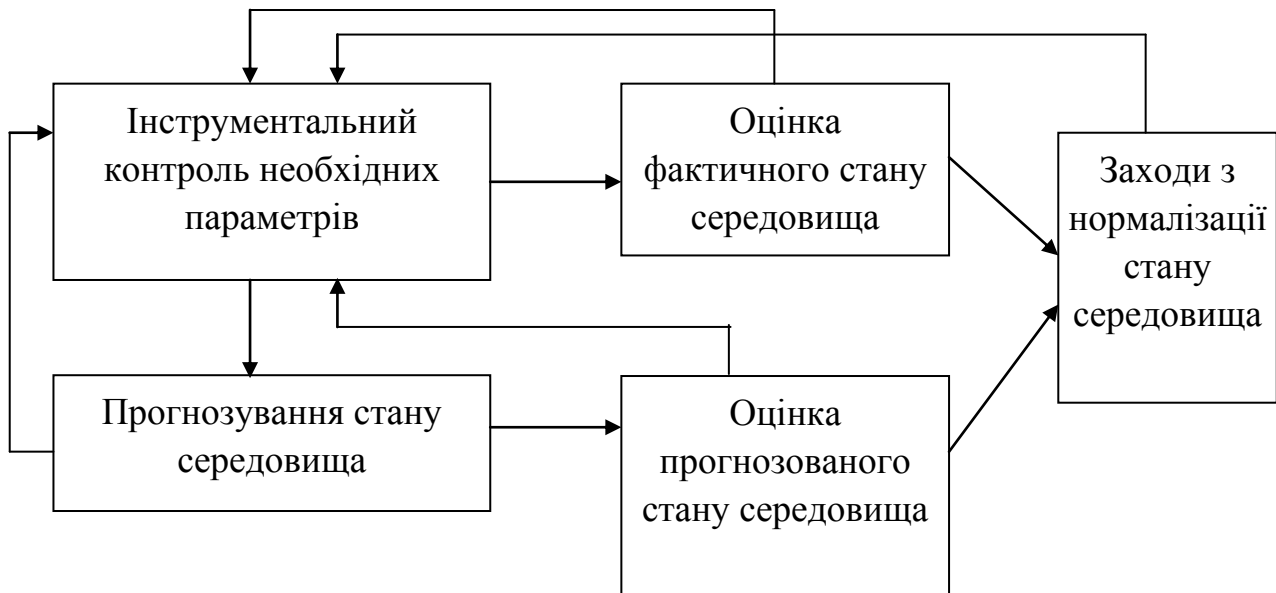 Інструментальний
контроль необхідних
параметрів
Оцінка
фактичного стану
середовища
Заходи з
нормалізації
стану
середовища
Прогнозування стану
середовища
Оцінка
прогнозованого
стану середовища